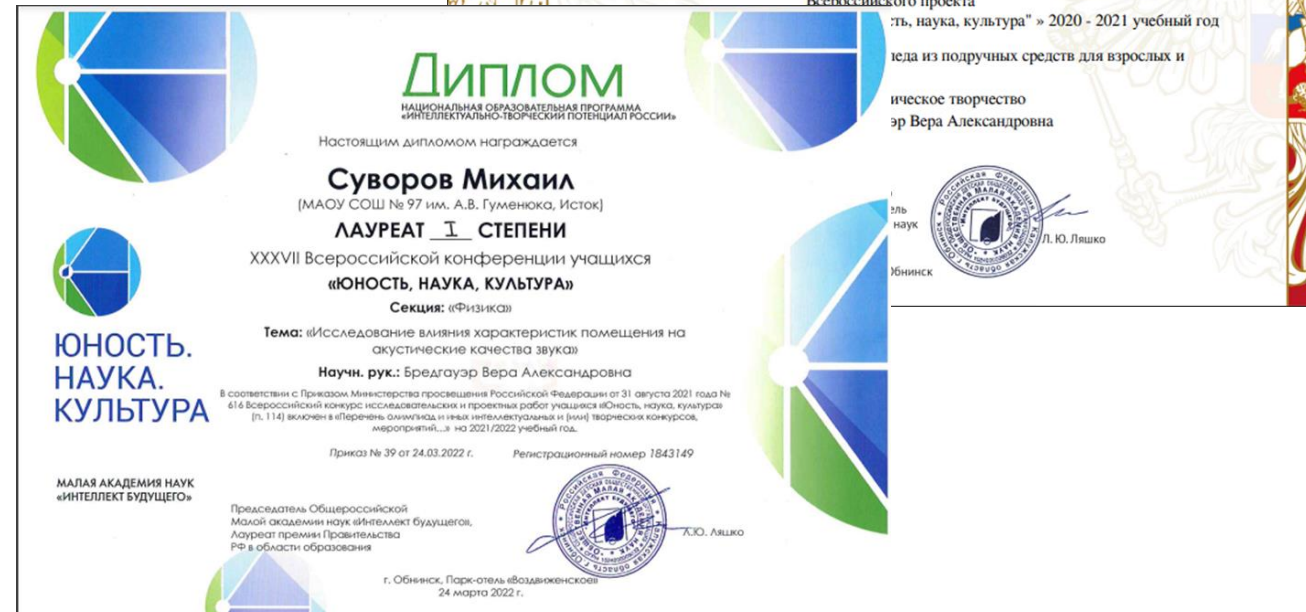 Всероссийского проекта
ть, наука, культура" » 2020 - 2021 учебный год
из подручных средств для взрослых и
ическое творчество
эр Вера Александровна
наук
Л. Ю. Ляшко
Обнинск
Диплом
НАЦИОНАЛЬНАЯ ОБРАЗОВАТЕЛЬНАЯ ПРОГРАММА
«ИНТЕЛЛЕКТУАЛЬНО-ТВОРЧЕСКИЙ ПОТЕНЦИАЛ РОССИИ»
Настоящим дипломом награждается
Суворов Михаил
(МАОУ СОШ № 97 им. А.В. Гуменюка, Исток)
ЛАУРЕАТ I СТЕПЕНИ
XXXVII Всероссийской конференции учащихся
«ЮНОСТЬ, НАУКА, КУЛЬТУРА»
Секция: «Физика»
Тема: «Исследование влияния характеристик помещения на
акустические качества звука»
Научн. рук.: Бредгауэр Вера Александровна
В соответствии с Приказом Министерства просвещения Российской Федерации от 31 августа 2021 года №
616 Всероссийский конкурс исследовательских и проектных работ учащихся «Юность, наука, культура»
(п. 114) включен в «Перечень олимпиад и иных интеллектуальных и (или) творческих конкурсов,
мероприятий...» на 2021/2022 учебный год.
Приказ № 39 от 24.03.2022 г. Регистрационный номер 1843149
ЮНОСТЬ.
НАУКА.
КУЛЬТУРА
МАЛАЯ АКАДЕМИЯ НАУК
«ИНТЕЛЛЕКТ БУДУЩЕГО»
Председатель Общероссийской
Малой академии наук «Интеллект будущего»,
Лауреат премии Правительства
РФ в области образования
Л.Ю. Ляшко
г. Обнинск, Парк-отель «Воздвиженское»
24 марта 2022 г.